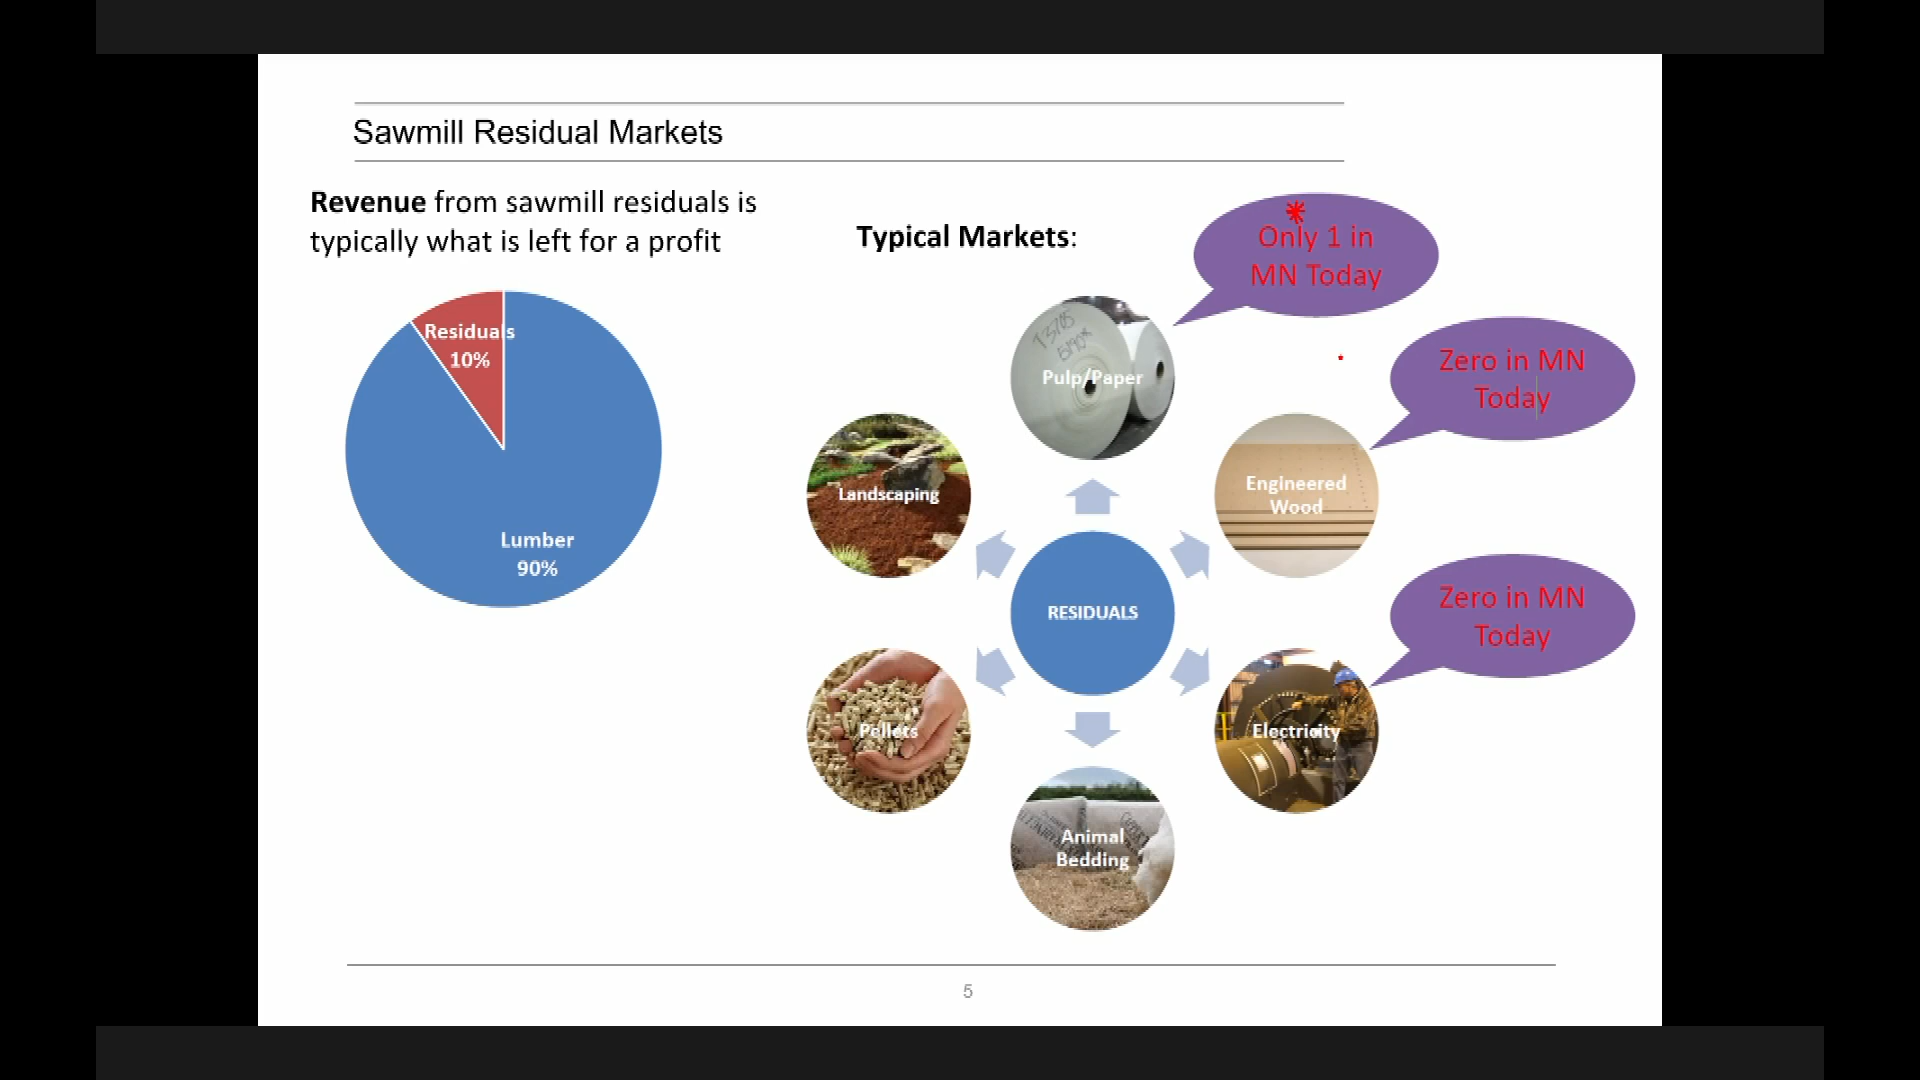 Sawmill Residual Markets
Revenue from sawmill residuals is
typically what is left for a profit
Residuals
10%
Lumber
90%
Typical Markets:
*
Only 1 in
MN Today
Zero in MN
Today
Pulp/Paper
Landscaping
Engineered
Wood
RESIDUALS
Zero in MN
Today
Pellets
Electricity
Animal
Bedding
5